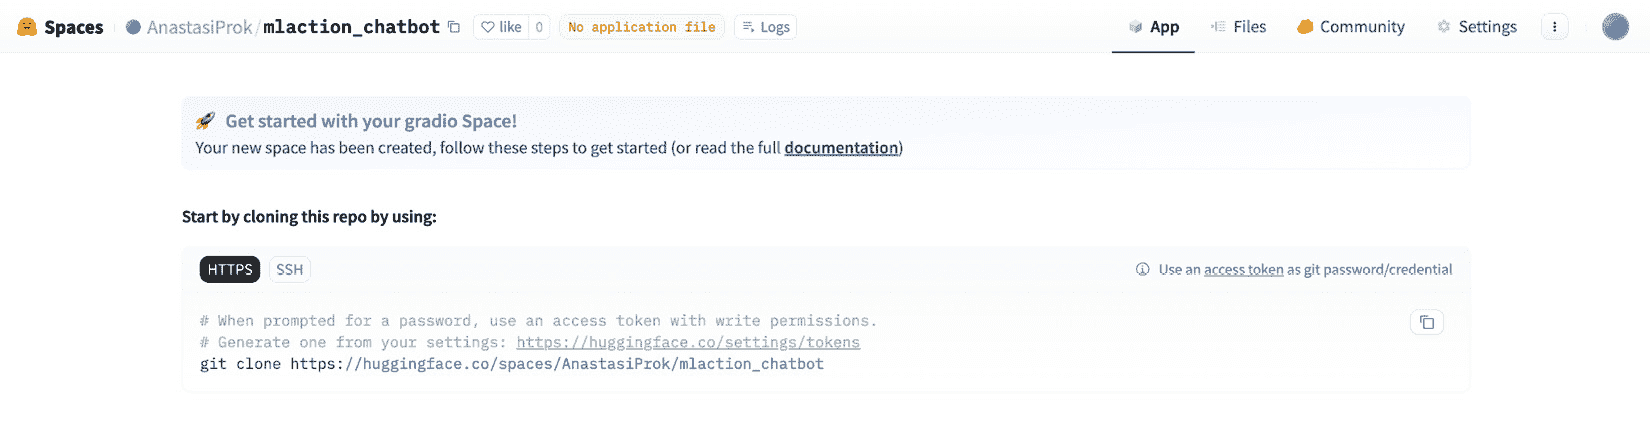 Spaces AnastasiProk/mlaction_chatbot like 0 No application file Logs App Files Community Settings
Get started with your gradio Space!
Your new space has been created, follow these steps to get started (or read the full documentation)
Start by cloning this repo by using:
HTTPS SSH Use an access token as git password/credential
# When prompted for a password, use an access token with write permissions.
# Generate one from your settings: https://huggingface.co/settings/tokens
git clone https://huggingface.co/spaces/AnastasiProk/mlaction_chatbot